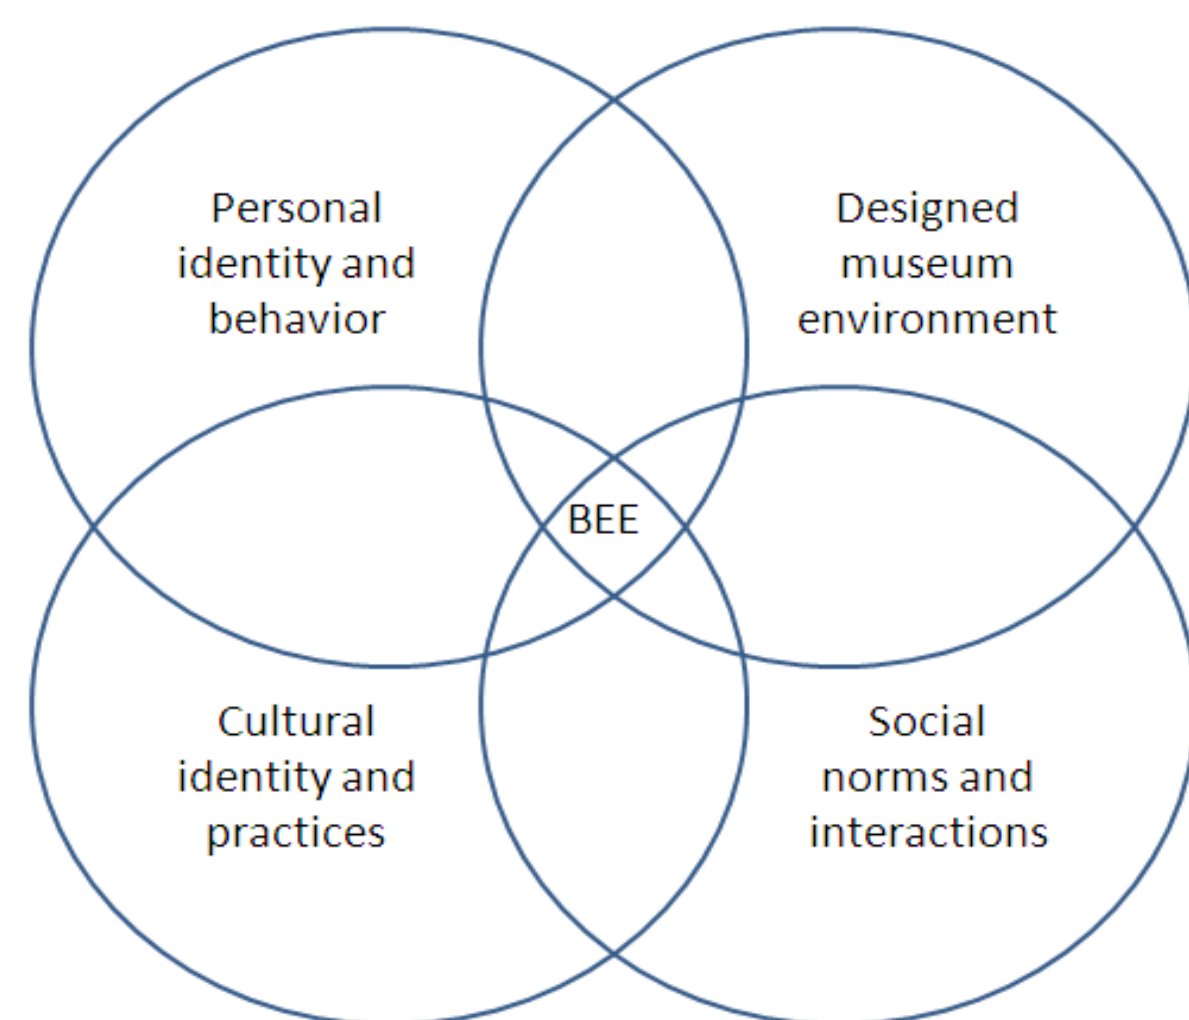 Personal
identity and
behavior
Designed
museum
environment
BEE
Cultural
identity and
practices
Social
norms and
interactions